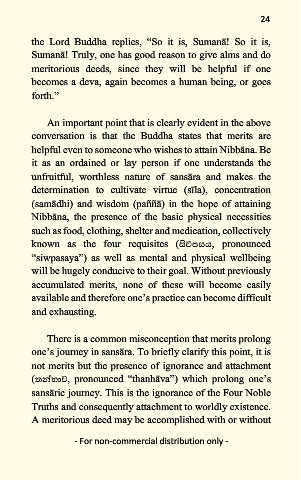 24
the Lord Buddha replies, “So it is, Sumanā! So it is,
Sumanā! Truly, one has good reason to give alms and do
meritorious deeds, since they will be helpful if one
becomes a deva, again becomes a human being, or goes
forth.”
An important point that is clearly evident in the above
conversation is that the Buddha states that merits are
helpful even to someone who wishes to attain Nibbāna. Be
it as an ordained or lay person if one understands the
unfruitful, worthless nature of sansāra and makes the
determination to cultivate virtue (sīla), concentration
(samādhi) and wisdom (paññā) in the hope of attaining
Nibbāna, the presence of the basic physical necessities
such as food, clothing, shelter and medication, collectively
known as the four requisites (සිව්පසය, pronounced
“siwpasaya”) as well as mental and physical wellbeing
will be hugely conducive to their goal. Without previously
accumulated merits, none of these will become easily
available and therefore one’s practice can become difficult
and exhausting.
There is a common misconception that merits prolong
one’s journey in sansāra. To briefly clarify this point, it is
not merits but the presence of ignorance and attachment
(තණ්හාව, pronounced “thanhāva”) which prolong one’s
sansāric journey. This is the ignorance of the Four Noble
Truths and consequently attachment to worldly existence.
A meritorious deed may be accomplished with or without
- For non-commercial distribution only -